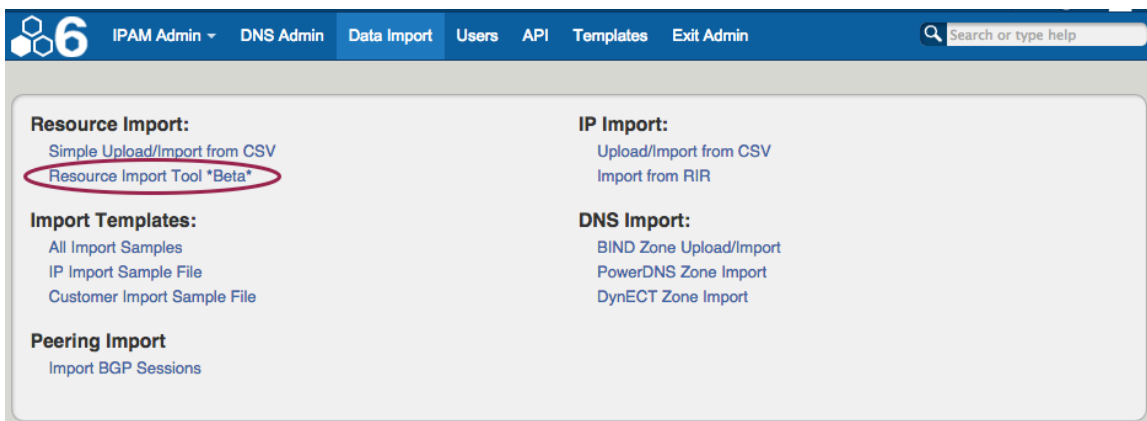 6 IPAM Admin DNS Admin Data Import Users API Templates Exit Admin Search or type help
Resource Import:
Simple Upload/Import from CSV
Resource Import Tool *Beta*
Import Templates:
All Import Samples
IP Import Sample File
Customer Import Sample File
Peering Import
Import BGP Sessions
IP Import:
Upload/Import from CSV
Import from RIR
DNS Import:
BIND Zone Upload/Import
PowerDNS Zone Import
DynECT Zone Import